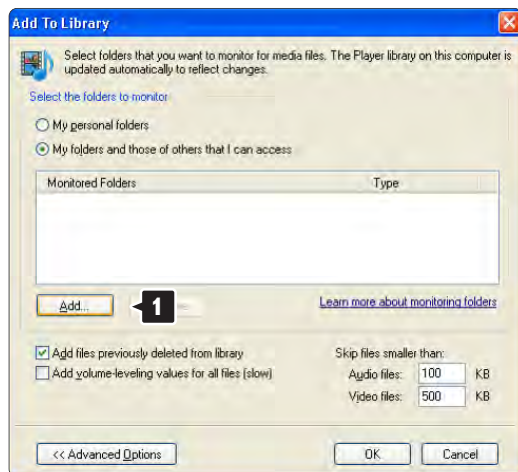 Add To Library
Select folders that you want to monitor for media files. The Player library on this computer is
updated automatically to reflect changes.
Select the folders to monitor
My personal folders
My folders and those of others that I can access
Monitored Folders Type
Add... 1 Learn more about monitoring folders
Add files previously deleted from library
Add volume-leveling values for all files (slow)
Skip files smaller than:
Audio files: 100 KB
Video files: 500 KB
<< Advanced Options OK Cancel